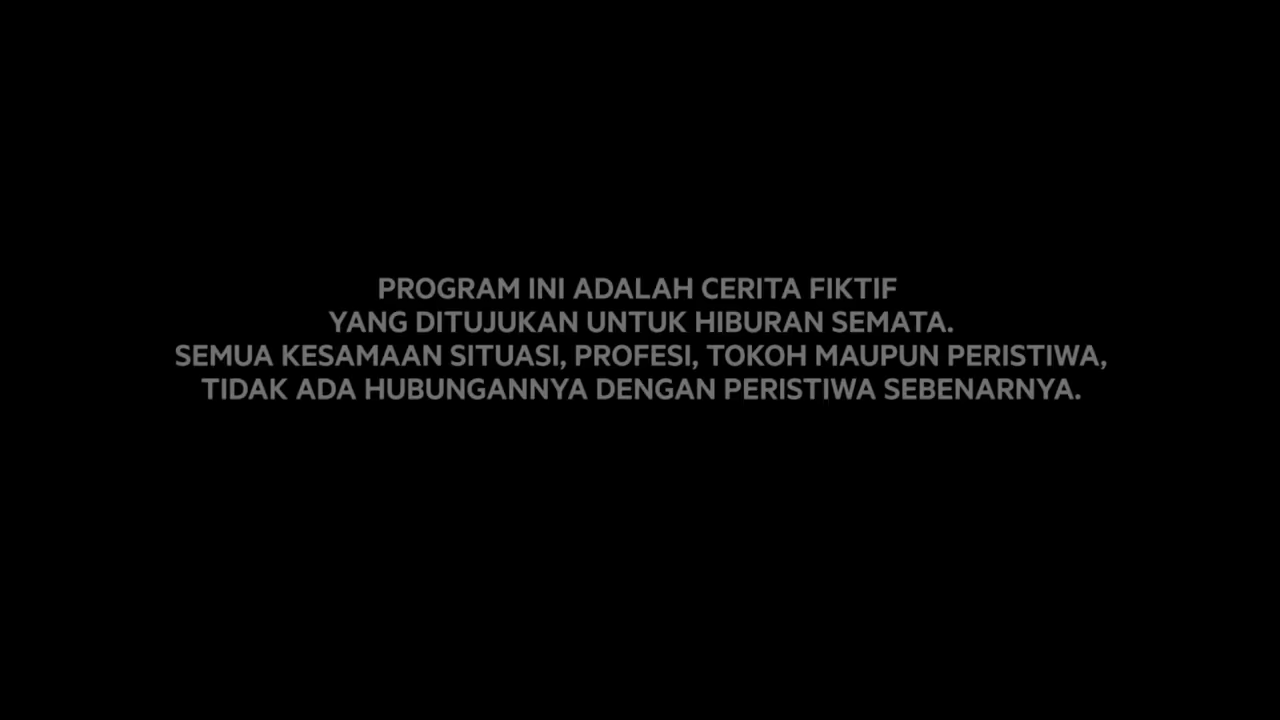 PROGRAM INI ADALAH CERITA FIKTIF
YANG DITUJUKAN UNTUK HIBURAN SEMATA.
SEMUA KESAMAAN SITUASI, PROFESI, TOKOH MAUPUN PERISTIWA,
TIDAK ADA HUBUNGANNYA DENGAN PERISTIWA SEBENARNYA.